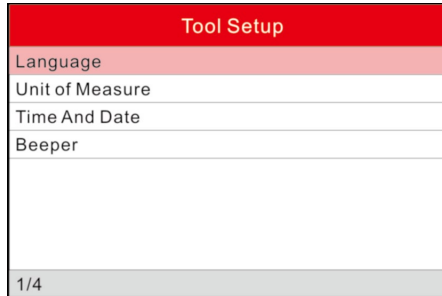 Tool Setup
Language
Unit of Measure
Time And Date
Beeper
1/4